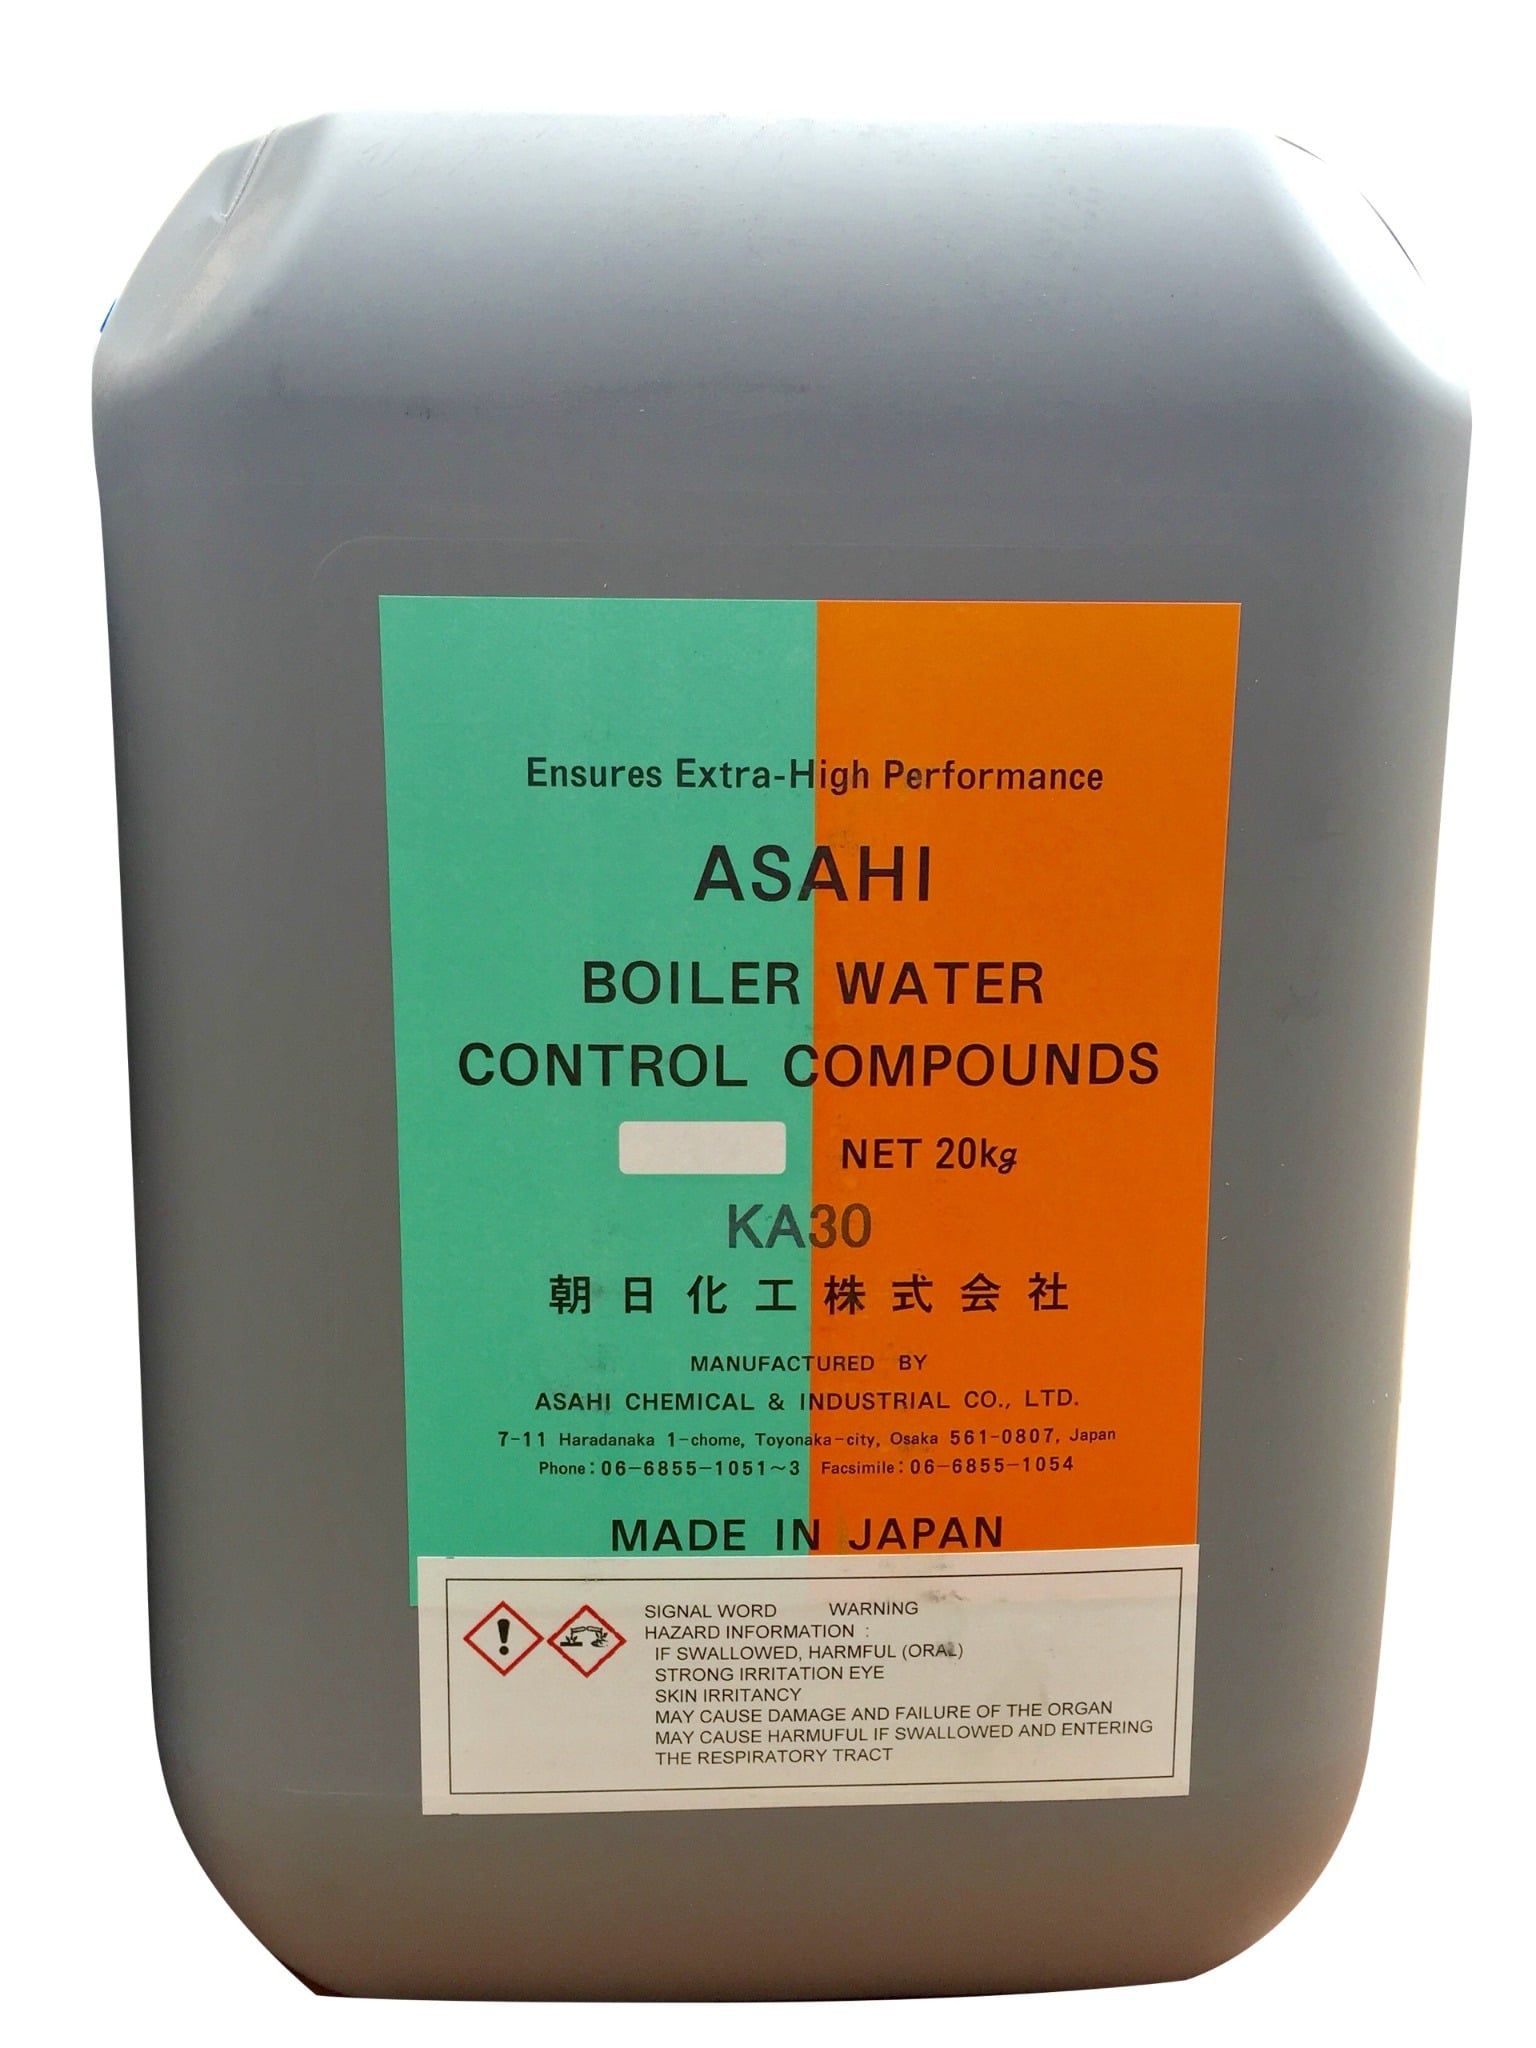 Ensures Extra-High Performance
ASAHI
BOILER WATER
CONTROL COMPOUNDS
NET 20kg
KA30
朝日化工株式会社
MANUFACTURED BY
ASAHI CHEMICAL & INDUSTRIAL CO., LTD.
7-11 Haradanaka 1-chome, Toyonaka-city, Osaka 561-0807, Japan
Phone: 06-6855-1051~3 Facsimile: 06-6855-1054
MADE IN JAPAN
SIGNAL WORD WARNING
HAZARD INFORMATION :
IF SWALLOWED, HARMFUL (ORAL)
STRONG IRRITATION EYE
SKIN IRRITANCY
MAY CAUSE DAMAGE AND FAILURE OF THE ORGAN
MAY CAUSE HARMUFUL IF SWALLOWED AND ENTERING
THE RESPIRATORY TRACT